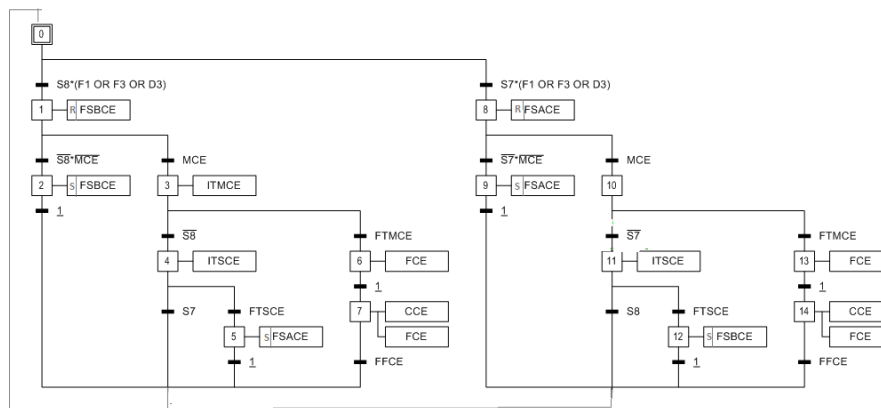 0
S8*(F1 OR F3 OR D3)
S7*(F1 OR F3 OR D3)
1 R FSBCE
8 R FSACE
S8*MCE MCE
S7*MCE MCE
2 S FSBCE
3 ITMCE
9 S FSACE
10
1
1
S8 FTMCE
S7 FTMCE
4 ITSCE
6 FCE
11 ITSCE
13 FCE
1
1
S7 FTSCE
7 CCE
S8 FTSCE
14 CCE
5 S FSACE
FCE
12 S FSBCE
FCE
1 FFCE
1 FFCE